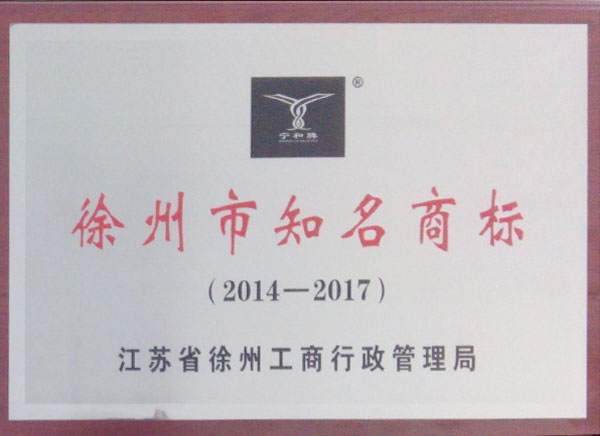 ®
宁和牌
徐州市知名商标
(2014—2017)
江苏省徐州工商行政管理局